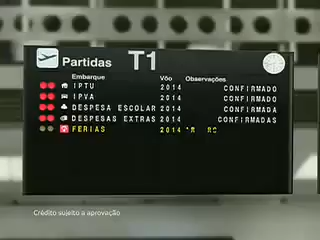 Partidas T1
Embarque Vôo Observações
IPTU 2014 CONFIRMADO
IPVA 2014 CONFIRMADO
DESPESA ESCOLAR 2014 CONFIRMADA
DESPESAS EXTRAS 2014 CONFIRMADAS
FÉRIAS 2014
Crédito sujeito a aprovação